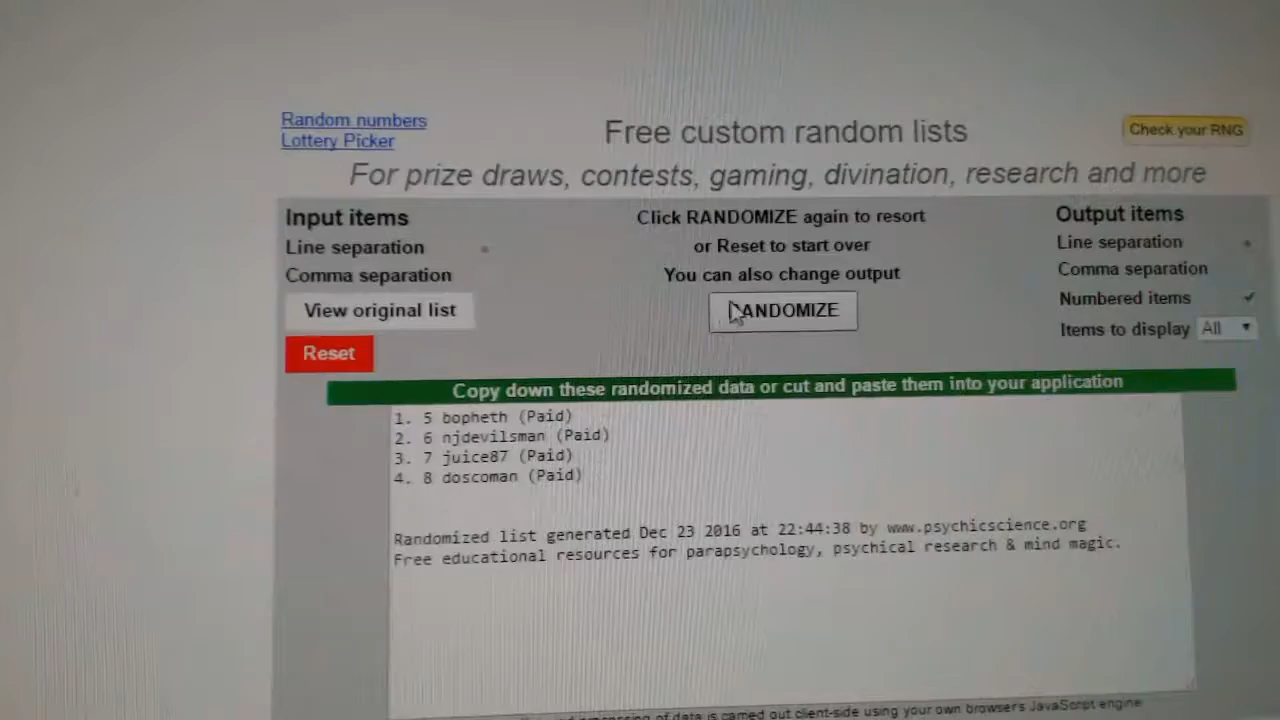 Random numbers
Lottery Picker
Free custom random lists
Check your RNG
For prize draws, contests, gaming, divination, research and more
Input items
Line separation
Comma separation
View original list
Reset
Click RANDOMIZE again to resort
or Reset to start over
You can also change output
RANDOMIZE
Output items
Line separation
Comma separation
Numbered items
Items to display All
Copy down these randomized data or cut and paste them into your application
1. 5 bopheth (Paid)
2. 6 njdevilsman (Paid)
3. 7 juice87 (Paid)
4. 8 doscoman (Paid)
Randomized list generated Dec 23 2016 at 22:44:38 by www.psychicscience.org
Free educational resources for parapsychology, psychical research & mind magic.
of data is carried out client-side using your own browsers JavaScript engine